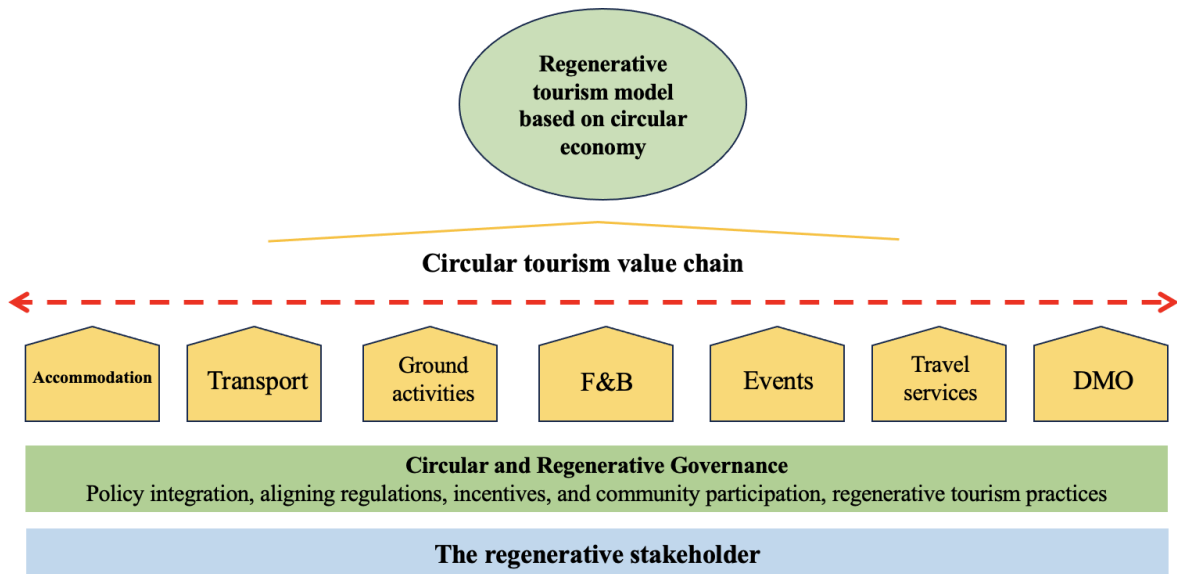 Regenerative
tourism model
based on circular
economy
Circular tourism value chain
Accommodation
Transport
Ground
activities
F&B
Events
Travel
services
DMO
Circular and Regenerative Governance
Policy integration, aligning regulations, incentives, and community participation, regenerative tourism practices
The regenerative stakeholder